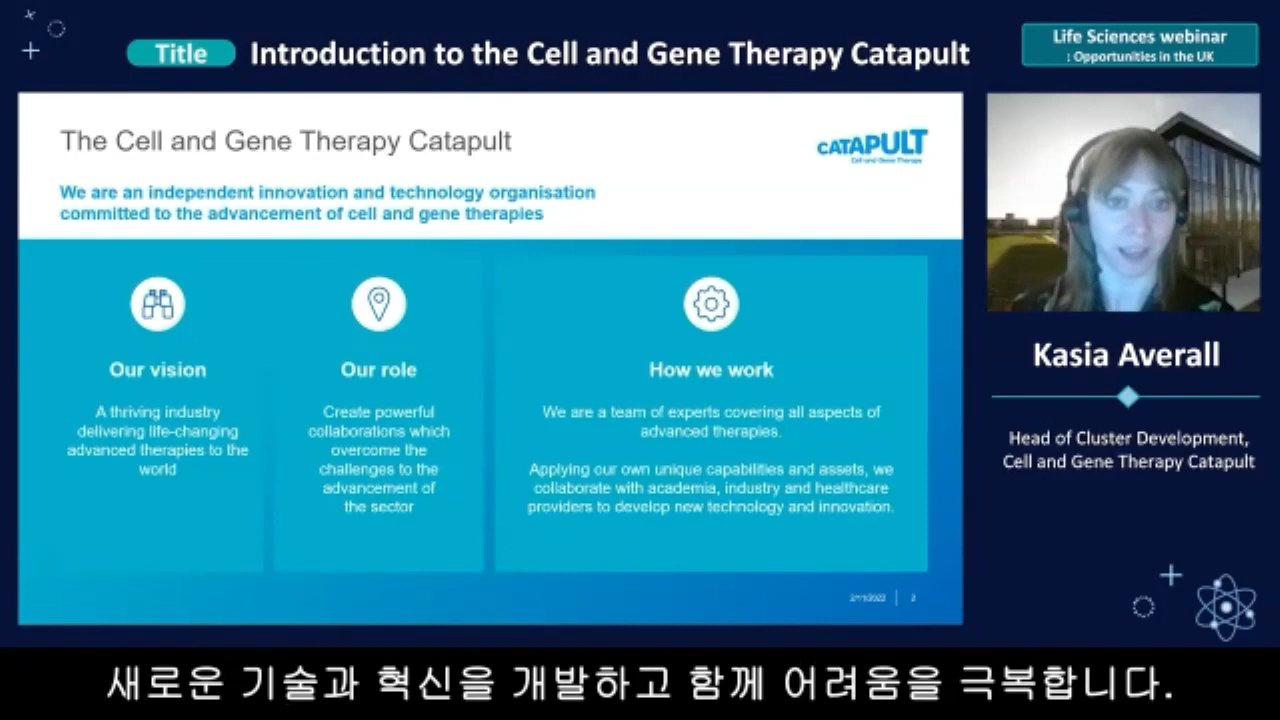 Title
Introduction to the Cell and Gene Therapy Catapult
Life Sciences webinar
: Opportunities in the UK
The Cell and Gene Therapy Catapult
CATAPULT
Cell and Gene Therapy
We are an independent innovation and technology organisation
committed to the advancement of cell and gene therapies
Our vision
A thriving industry
delivering life-changing
advanced therapies to the
world
Our role
Create powerful
collaborations which
overcome the
challenges to the
advancement of
the sector
How we work
We are a team of experts covering all aspects of
advanced therapies.
Applying our own unique capabilities and assets, we
collaborate with academia, industry and healthcare
providers to develop new technology and innovation.
2
Kasia Averall
Head of Cluster Development,
Cell and Gene Therapy Catapult
새로운 기술과 혁신을 개발하고 함께 어려움을 극복합니다.